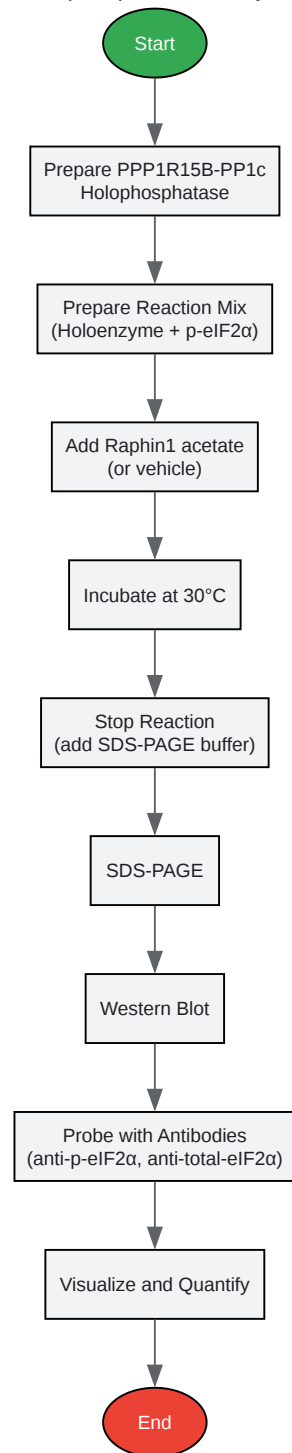 Start
Prepare PPP1R15B-PP1c
Holophosphatase
Prepare Reaction Mix
(Holoenzyme + p-eIF2α)
Add Raphin1 acetate
(or vehicle)
Incubate at 30°C
Stop Reaction
(add SDS-PAGE buffer)
SDS-PAGE
Western Blot
Probe with Antibodies
(anti-p-eIF2α, anti-total-eIF2α)
Visualize and Quantify
End